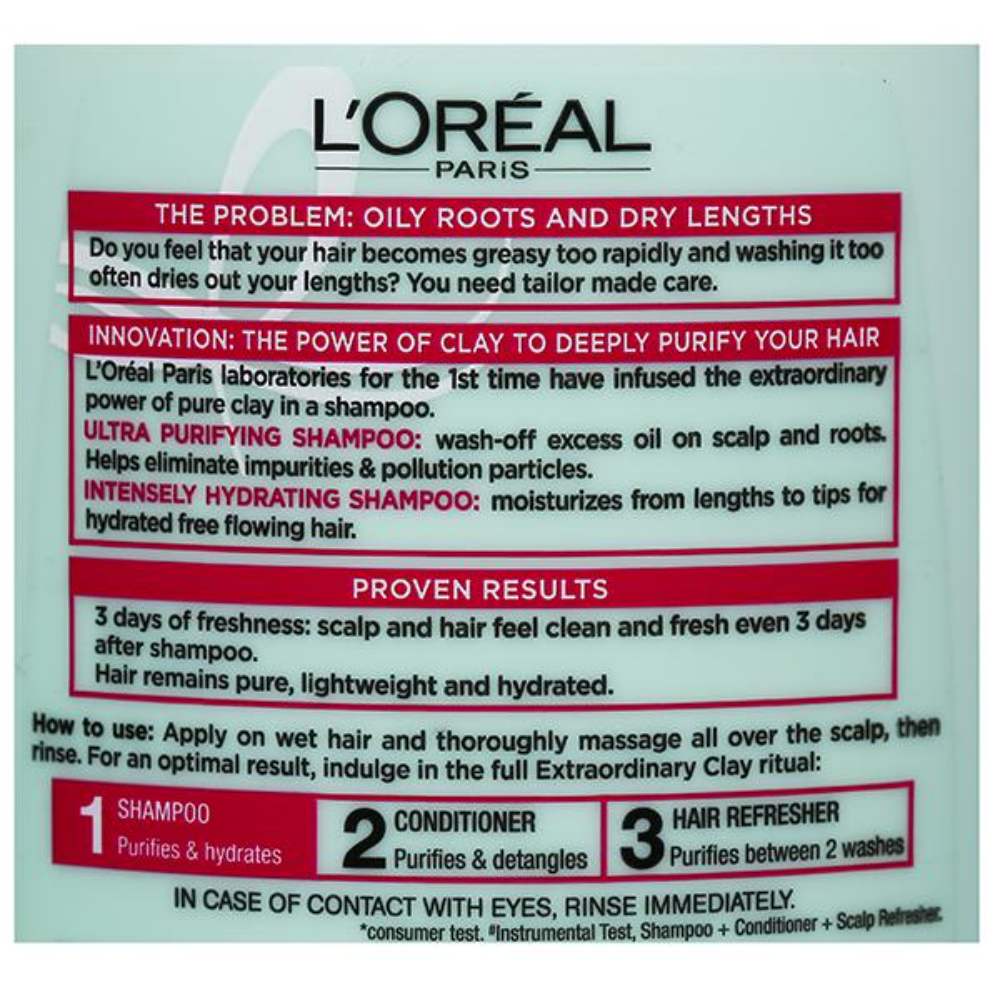 L'ORÉAL
PARiS
THE PROBLEM: OILY ROOTS AND DRY LENGTHS
Do you feel that your hair becomes greasy too rapidly and washing it too
often dries out your lengths? You need tailor made care.
INNOVATION: THE POWER OF CLAY TO DEEPLY PURIFY YOUR HAIR
L'Oréal Paris laboratories for the 1st time have infused the extraordinary
power of pure clay in a shampoo.
ULTRA PURIFYING SHAMPOO: wash-off excess oil on scalp and roots.
Helps eliminate impurities & pollution particles.
INTENSELY HYDRATING SHAMPOO: moisturizes from lengths to tips for
hydrated free flowing hair.
PROVEN RESULTS
3 days of freshness: scalp and hair feel clean and fresh even 3 days
after shampoo.
Hair remains pure, lightweight and hydrated.
How to use: Apply on wet hair and thoroughly massage all over the scalp, then
rinse. For an optimal result, indulge in the full Extraordinary Clay ritual:
1 SHAMPOO
Purifies & hydrates
2 CONDITIONER
Purifies & detangles
3 HAIR REFRESHER
Purifies between 2 washes
IN CASE OF CONTACT WITH EYES, RINSE IMMEDIATELY.
*consumer test. #Instrumental Test, Shampoo + Conditioner + Scalp Refresher.